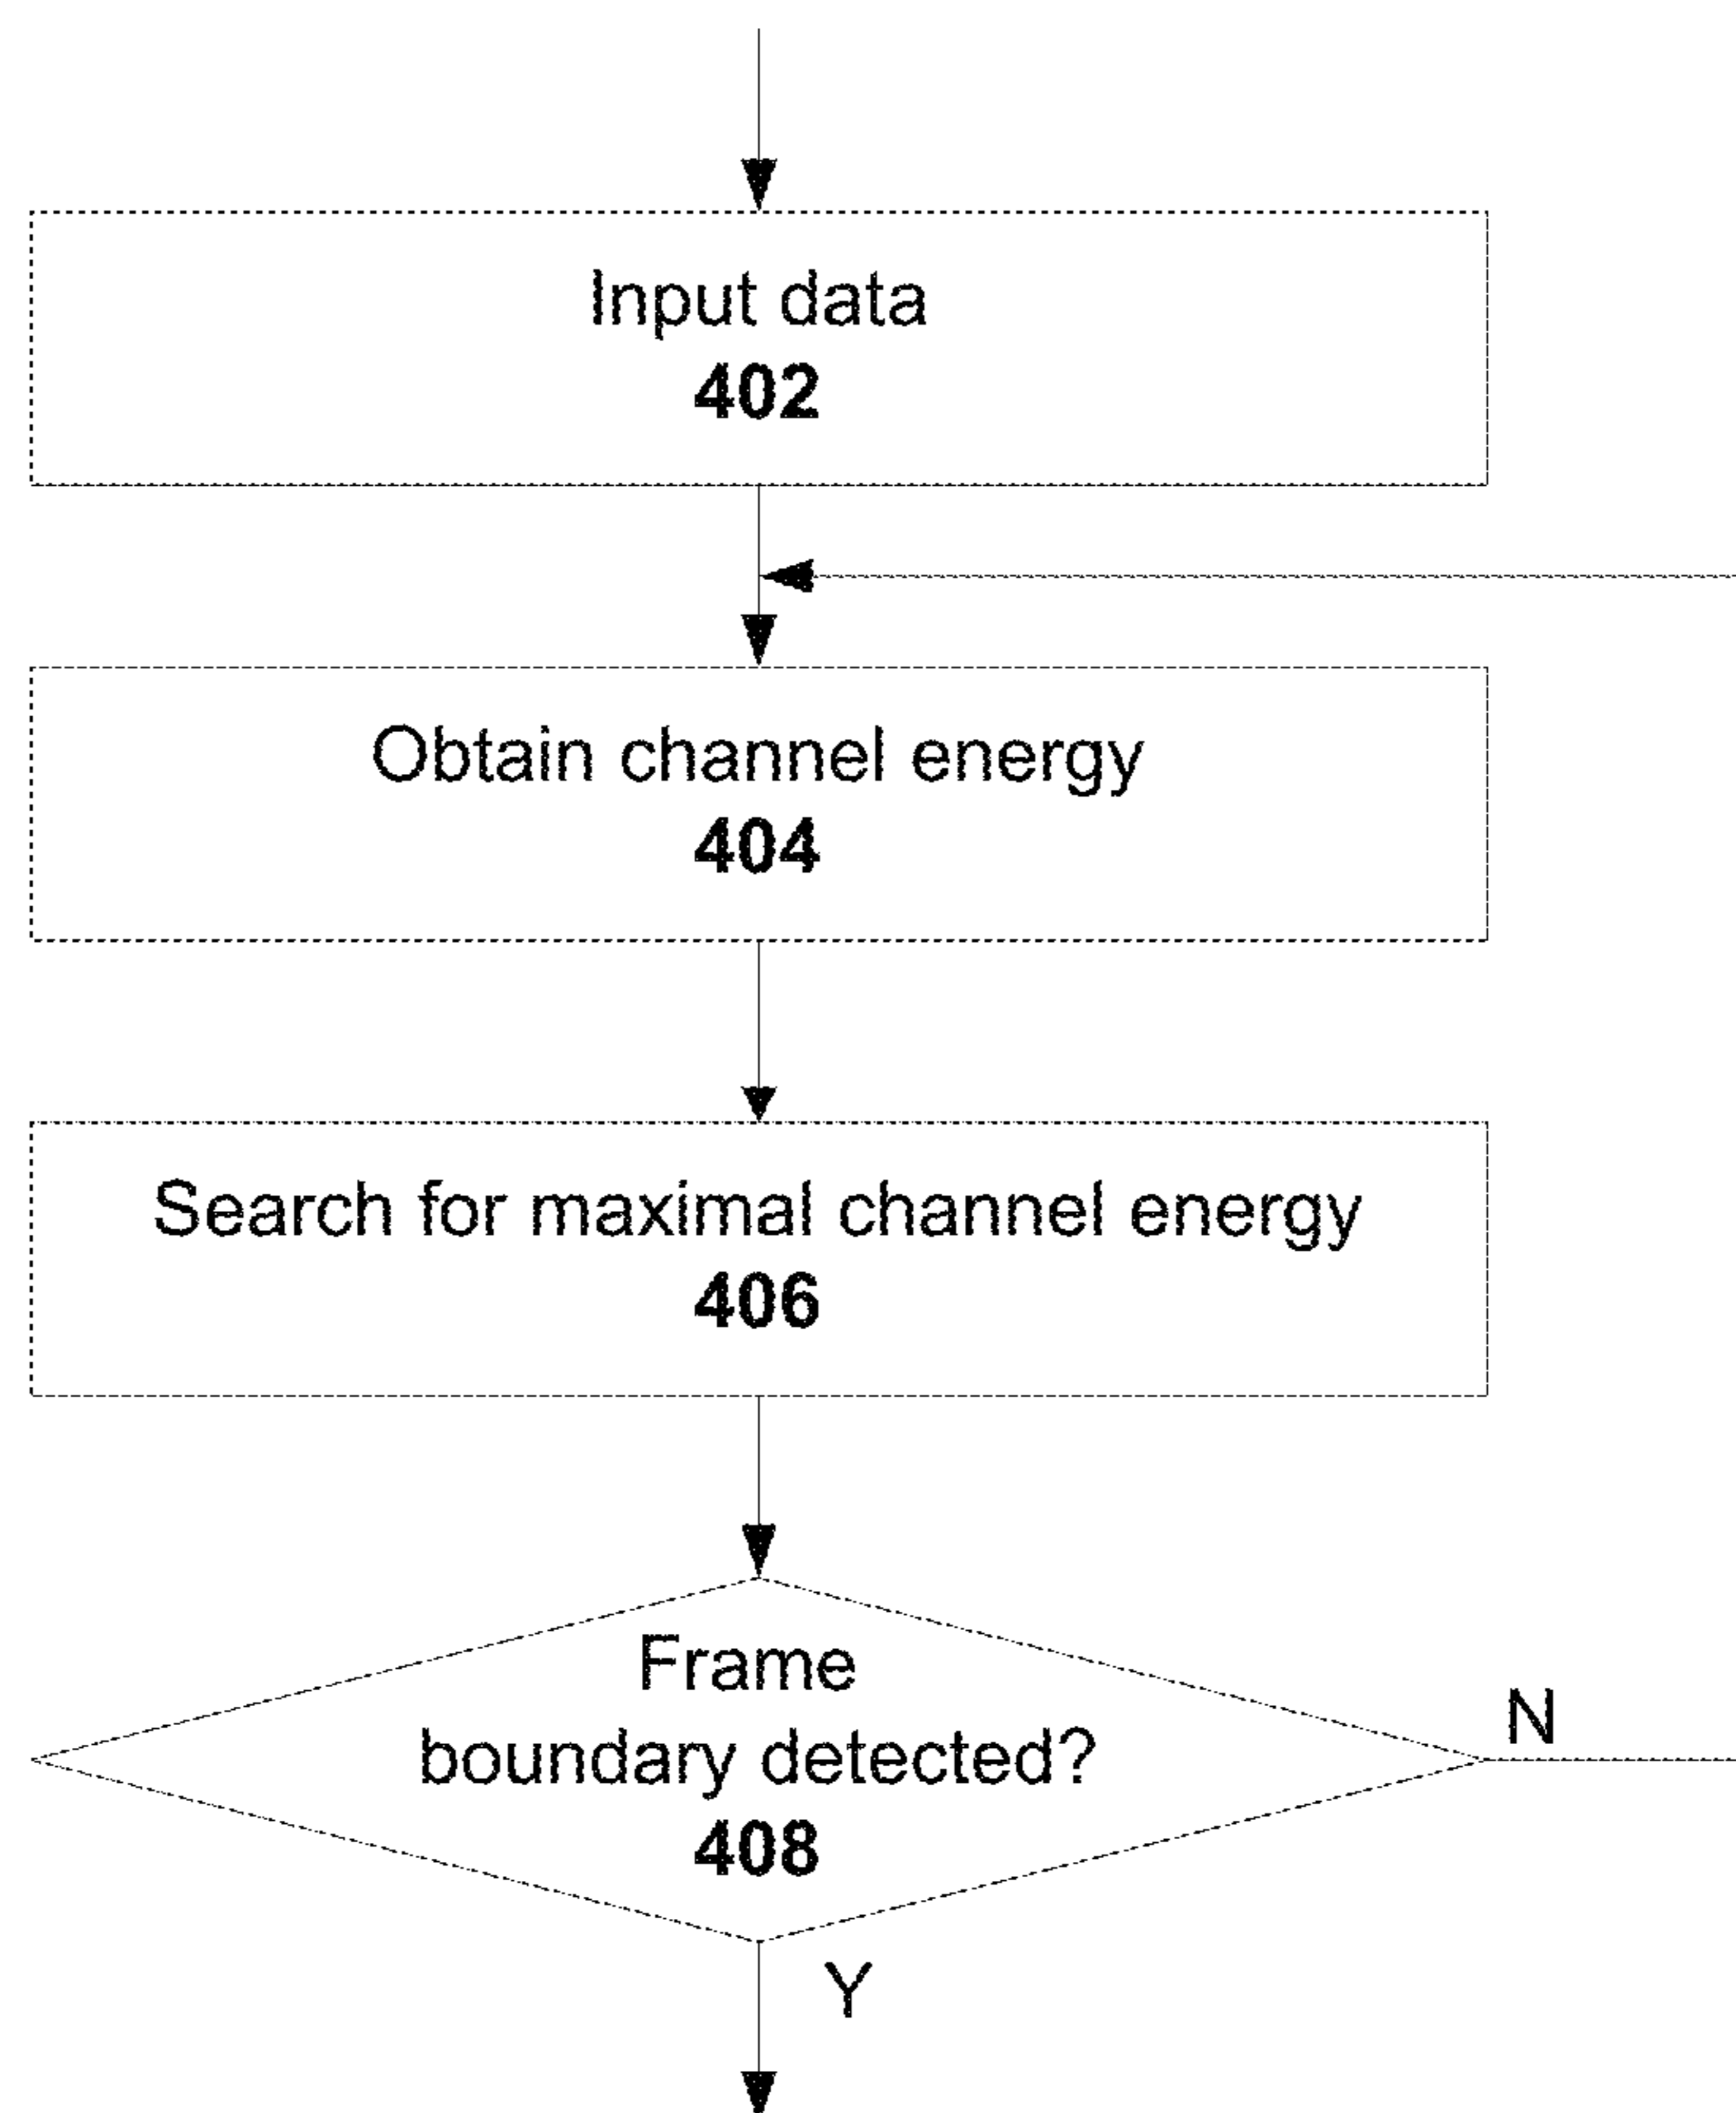 Input data
402
Obtain channel energy
404
Search for maximal channel energy
406
Frame
boundary detected?
408
N
Y